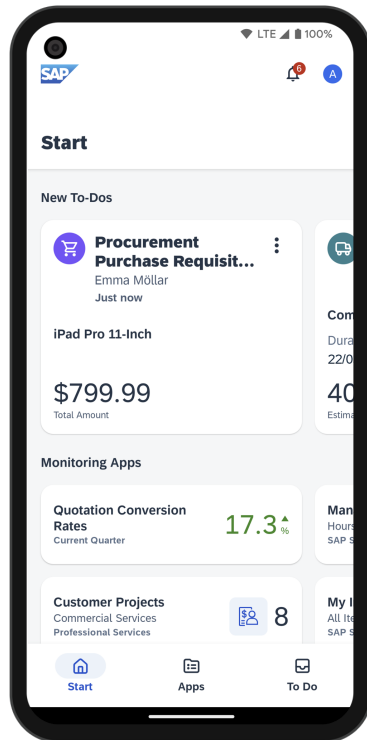 LTE 100%
SAP
6
A
Start
New To-Dos
Procurement
Purchase Requisit...
Emma Möllar
Just now
iPad Pro 11-Inch
$799.99
Total Amount
Com
Dura
22/0
40
Estima
Monitoring Apps
Quotation Conversion
Rates
Current Quarter
17.3
%
Man
Hours
SAP S
Customer Projects
Commercial Services
Professional Services
$
8
My I
All Ite
SAP S
Start
Apps
To Do